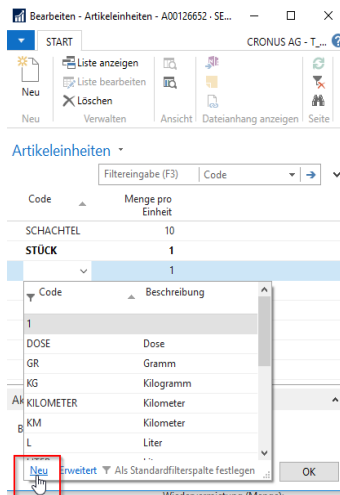 Bearbeiten - Artikeleinheiten - A00126652 - SE...
START
CRONUS AG - T_...
Neu
Liste anzeigen
Liste bearbeiten
Löschen
Neu
Verwalten
Ansicht
Dateianhang anzeigen
Seite
Artikeleinheiten
Filtereingabe (F3)
Code
Code
Menge pro
Einheit
SCHACHTEL 10
STÜCK 1
1
Code Beschreibung
1
DOSE Dose
GR Gramm
KG Kilogramm
KILOMETER Kilometer
KM Kilometer
L Liter
Neu Erweitert Als Standardfilterspalte festlegen
OK